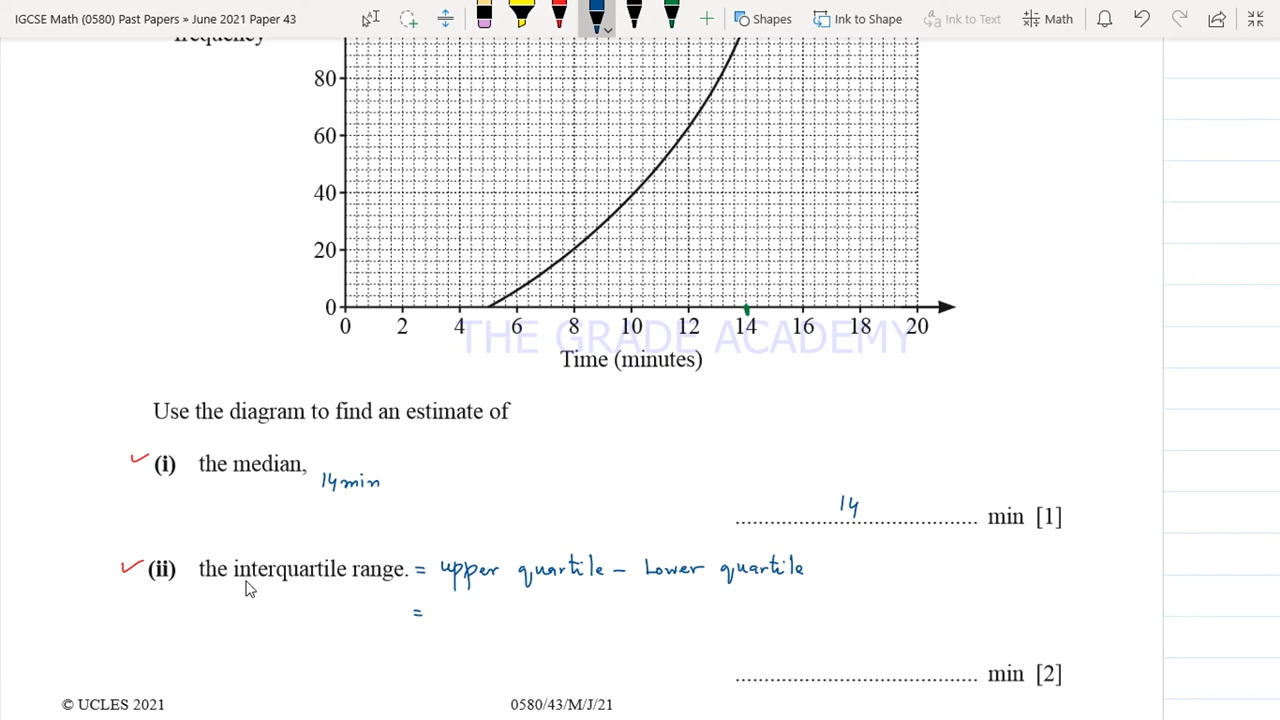 IGCSE Math (0580) Past Papers » June 2021 Paper 43
Shapes
Ink to Shape
Ink to Text
Math
frequency
80
60
40
20
0
0 2 4 6 8 10 12 14 16 18 20
THE GRADE ACADEMY
Time (minutes)
Use the diagram to find an estimate of
(i) the median,
14 min
14
........................................... min [1]
(ii) the interquartile range. = upper quartile - Lower quartile
=
........................................... min [2]
© UCLES 2021 0580/43/M/J/21